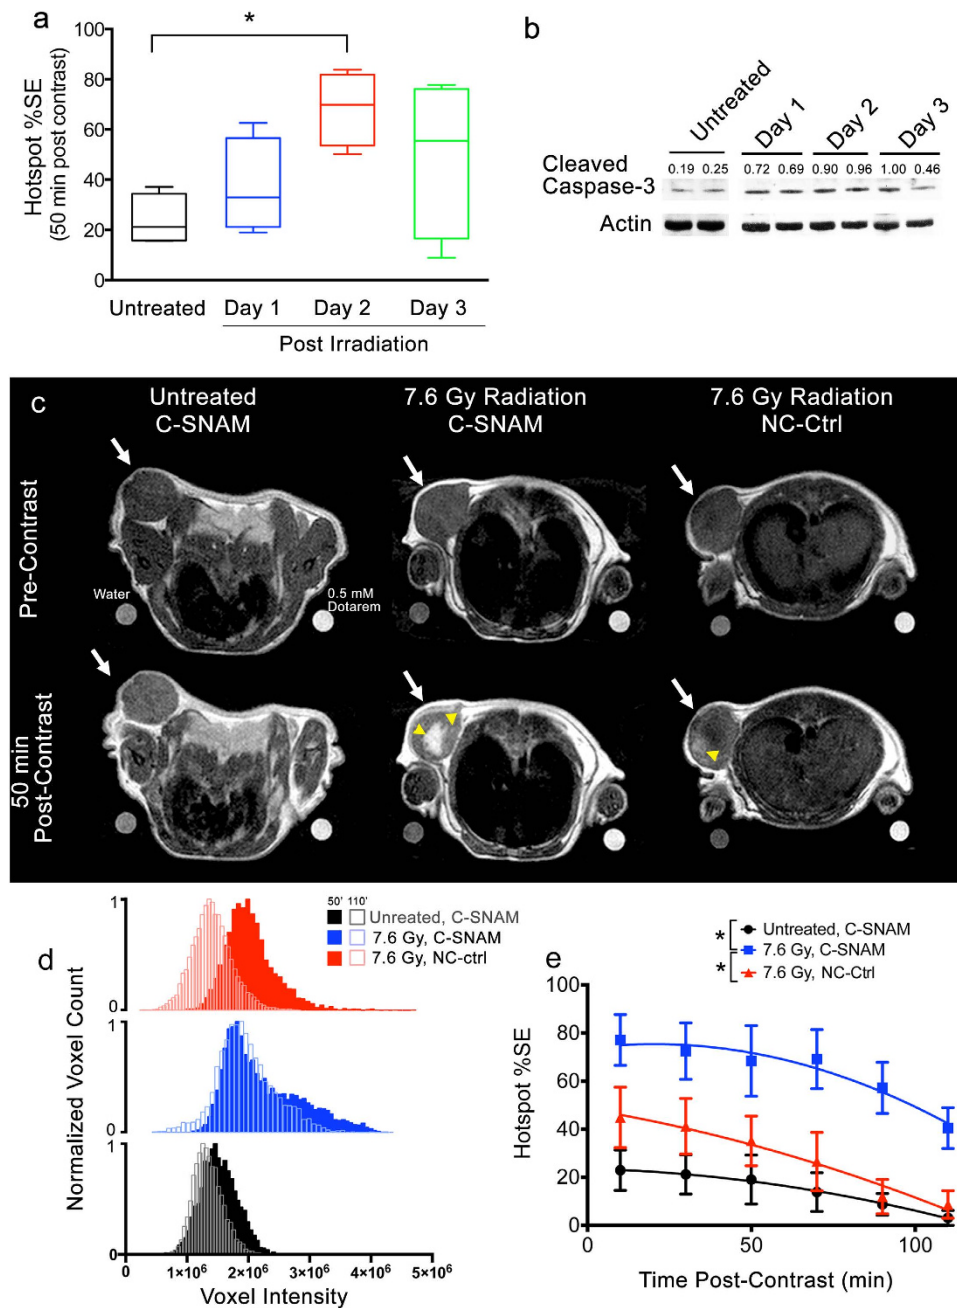 a
*
100
80
60
40
20
0
Hotspot %SE
(50 min post contrast)
Untreated
Day 1
Day 2
Day 3
Post Irradiation
b
Untreated
Day 1
Day 2
Day 3
Cleaved
Caspase-3
0.19 0.25 0.72 0.69 0.90 0.96 1.00 0.46
Actin
c
Untreated
C-SNAM
7.6 Gy Radiation
C-SNAM
7.6 Gy Radiation
NC-Ctrl
Pre-Contrast
Water
0.5 mM
Dotarem
50 min
Post-Contrast
d
50' 110'
Unreated, C-SNAM
7.6 Gy, C-SNAM
7.6 Gy, NC-ctrl
1
0
1
0
1
0
Normalized Voxel Count
0 1×10⁶ 2×10⁶ 3×10⁶ 4×10⁶ 5×10⁶
Voxel Intensity
e
* Untreated, C-SNAM
7.6 Gy, C-SNAM
* 7.6 Gy, NC-Ctrl
100
80
60
40
20
0
Hotspot %SE
0 50 100
Time Post-Contrast (min)